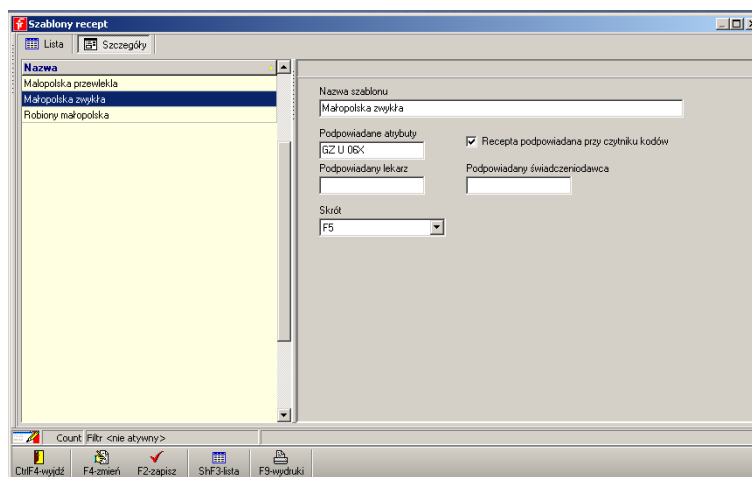 Szablony recept
Lista Szczegóły
Nazwa
Malopolska przewlekla
Małopolska zwykła
Robiony małopolska
Nazwa szablonu
Małopolska zwykła
Podpowiadane atrybuty
GZ U 06X
Recepta podpowiadana przy czytniku kodów
Podpowiadany lekarz
Podpowiadany świadczeniodawca
Skrót
F5
Count Filtr <nie atywny>
CtrlF4-wyjdź F4-zmień F2-zapisz ShF3-lista F9-wydruki